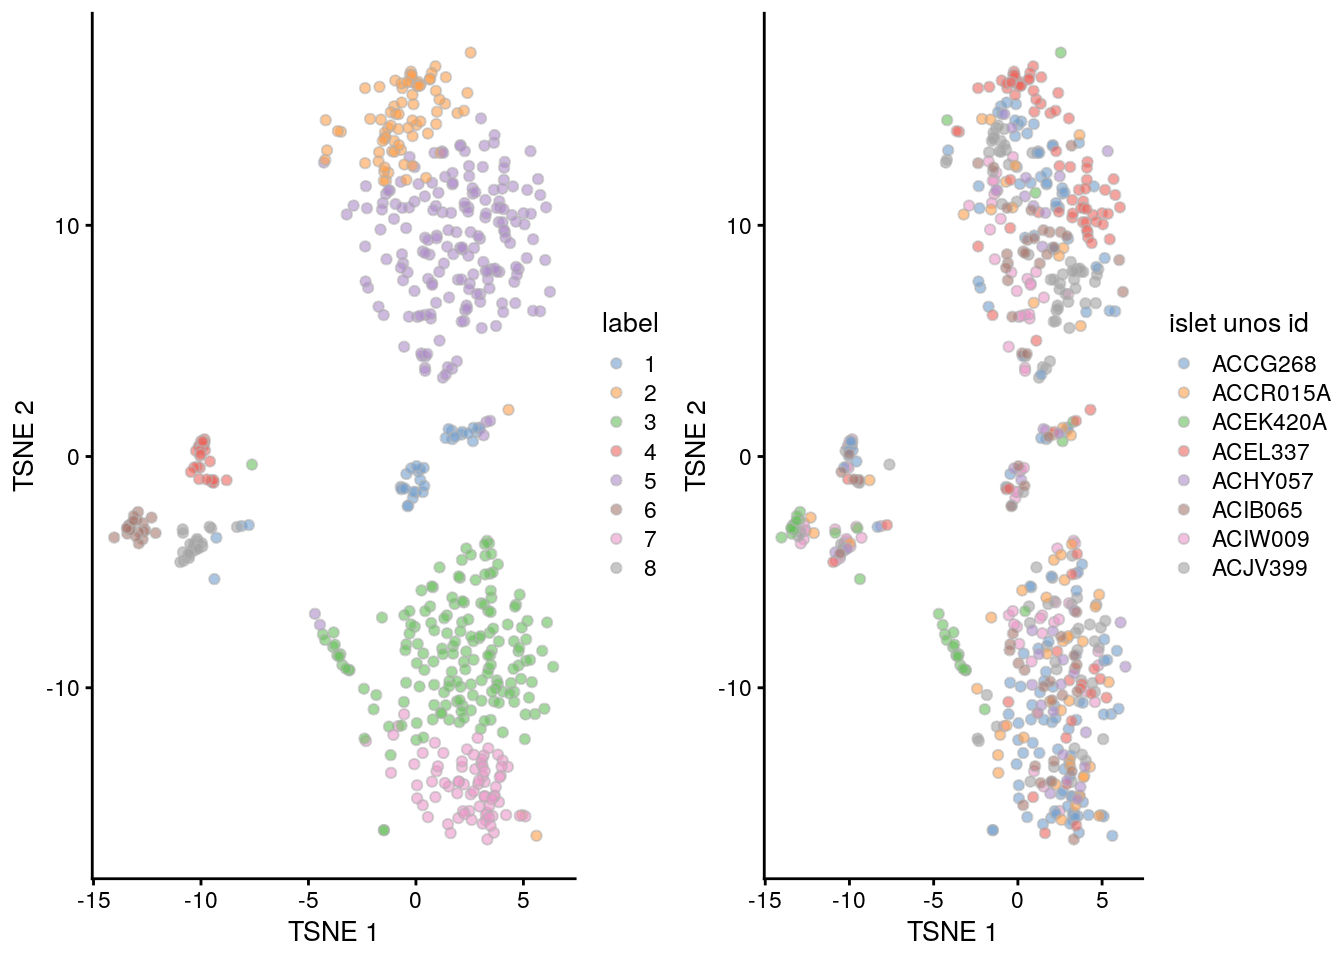 10
0
-10
-15
-10
-5
0
5
TSNE 1
TSNE 2
label
1
2
3
4
5
6
7
8
10
0
-10
-15
-10
-5
0
5
TSNE 1
TSNE 2
islet unos id
ACCG268
ACCR015A
ACEK420A
ACEL337
ACHY057
ACIB065
ACIW009
ACJV399